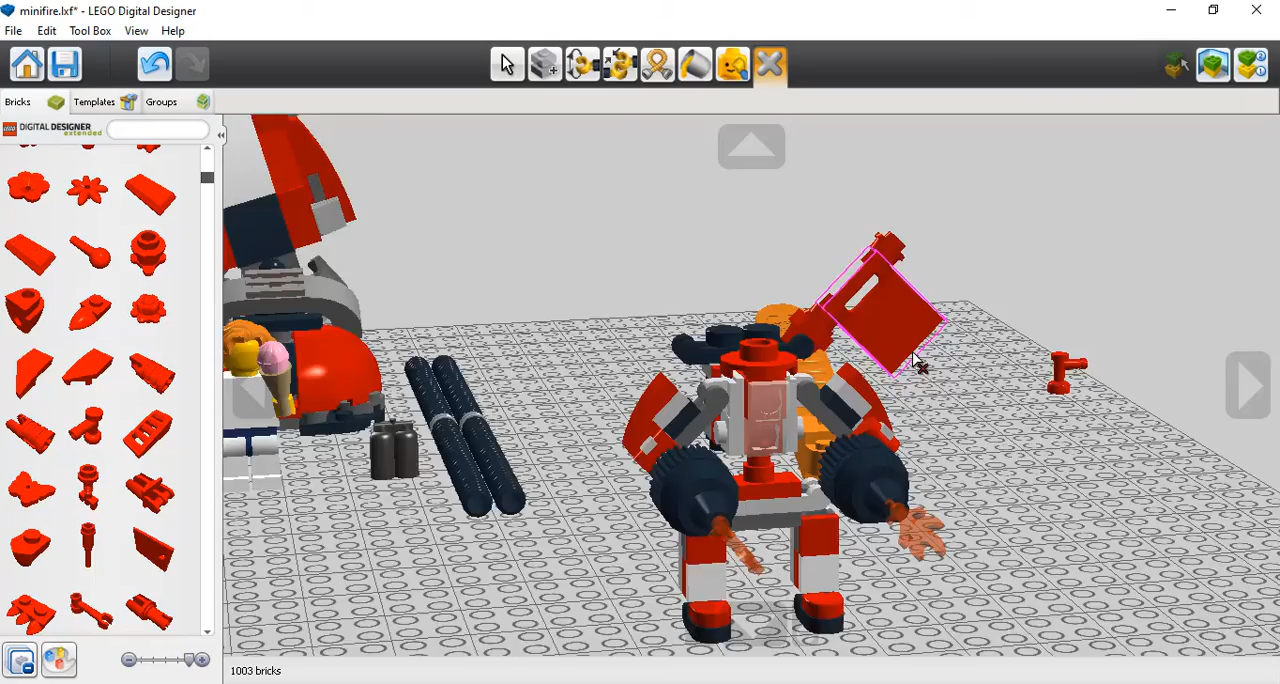 minifire.lxf* - LEGO Digital Designer
File Edit Tool Box View Help
Bricks Templates Groups
DIGITAL DESIGNER
extended
1003 bricks